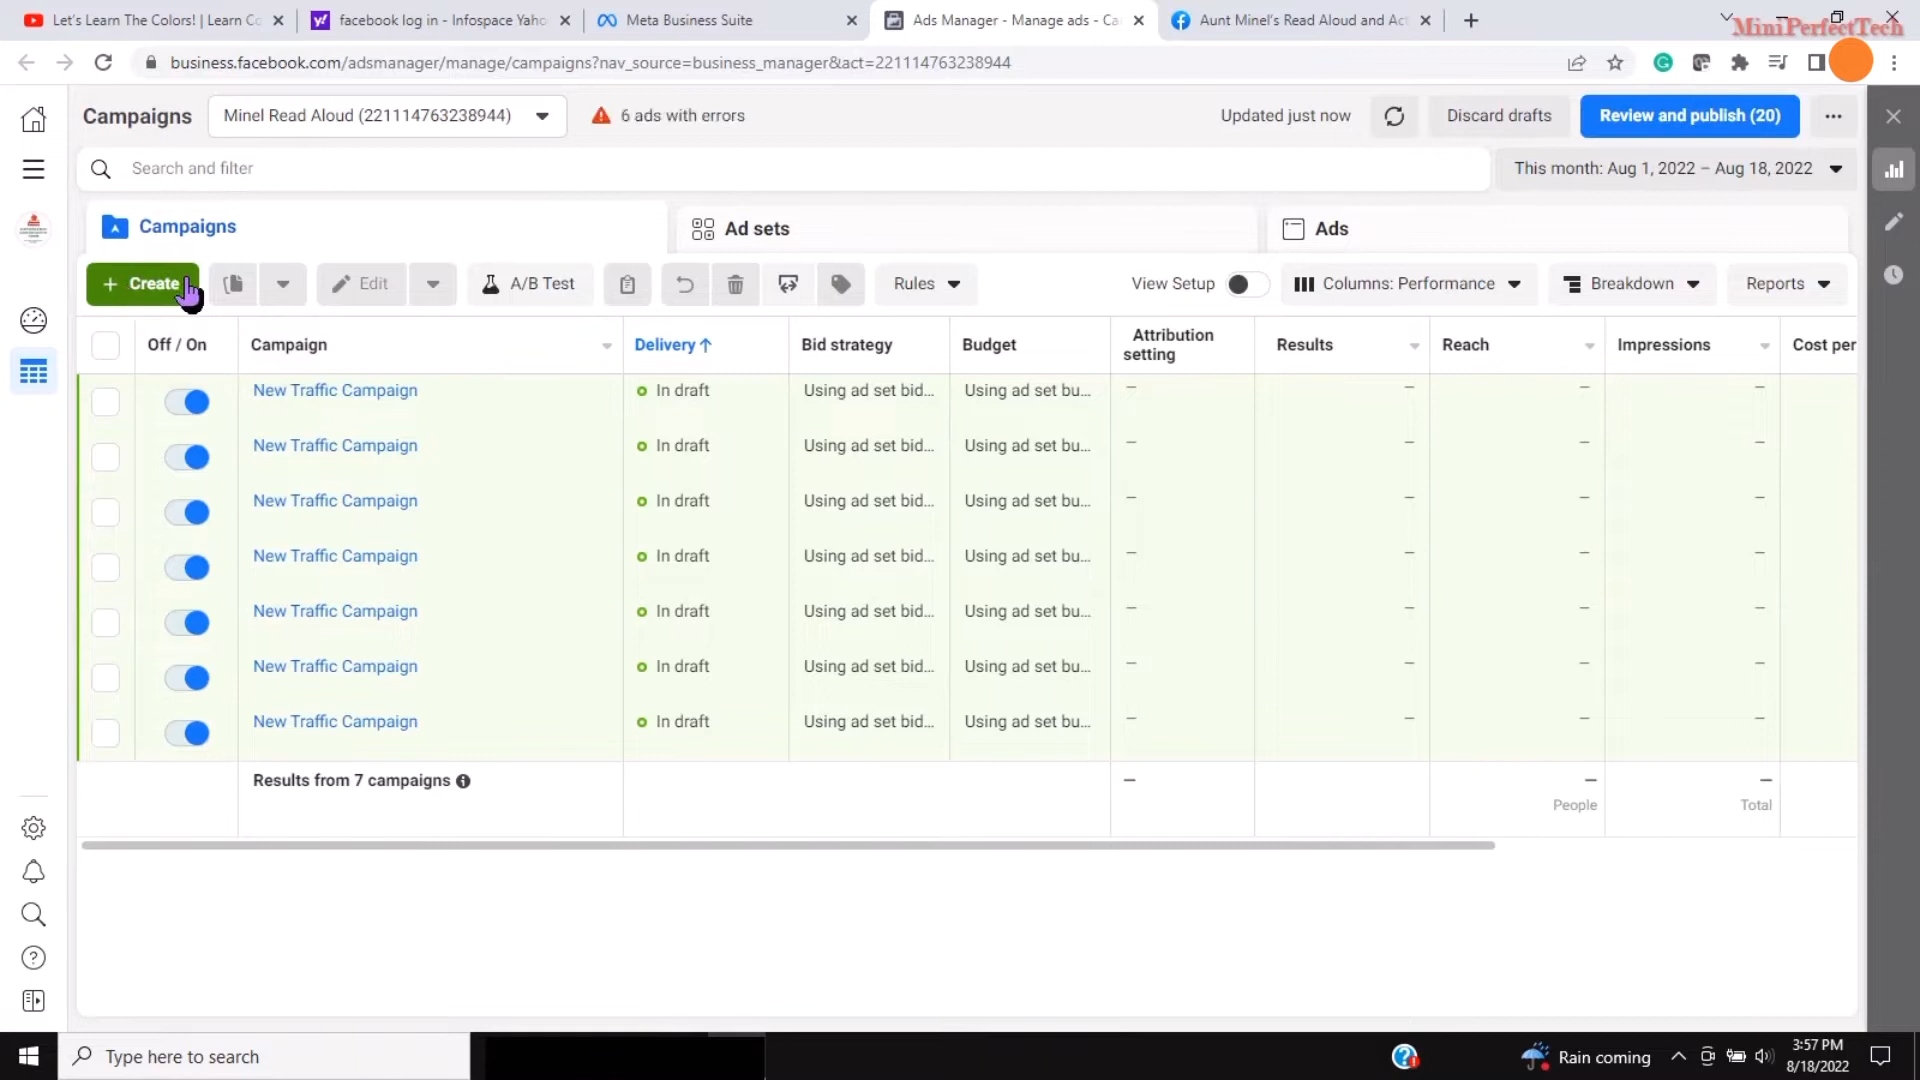 Let's Learn The Colors! | Learn Co
facebook log in - Infospace Yaho
Meta Business Suite
Ads Manager - Manage ads - Ca
Aunt Minel's Read Aloud and Act
MiniPerfectTech
business.facebook.com/adsmanager/manage/campaigns?nav_source=business_manager&act=221114763238944
Campaigns
Minel Read Aloud (221114763238944)
6 ads with errors
Updated just now
Discard drafts
Review and publish (20)
Search and filter
This month: Aug 1, 2022 – Aug 18, 2022
Campaigns
Ad sets
Ads
+ Create
Edit
A/B Test
Rules
View Setup
Columns: Performance
Breakdown
Reports
Off / On
Campaign
Delivery ↑
Bid strategy
Budget
Attribution
setting
Results
Reach
Impressions
Cost per
New Traffic Campaign In draft Using ad set bid... Using ad set bu... — — — —
New Traffic Campaign In draft Using ad set bid... Using ad set bu... — — — —
New Traffic Campaign In draft Using ad set bid... Using ad set bu... — — — —
New Traffic Campaign In draft Using ad set bid... Using ad set bu... — — — —
New Traffic Campaign In draft Using ad set bid... Using ad set bu... — — — —
New Traffic Campaign In draft Using ad set bid... Using ad set bu... — — — —
New Traffic Campaign In draft Using ad set bid... Using ad set bu... — — — —
Results from 7 campaigns — — —
People
Total
Type here to search
Rain coming
3:57 PM
8/18/2022